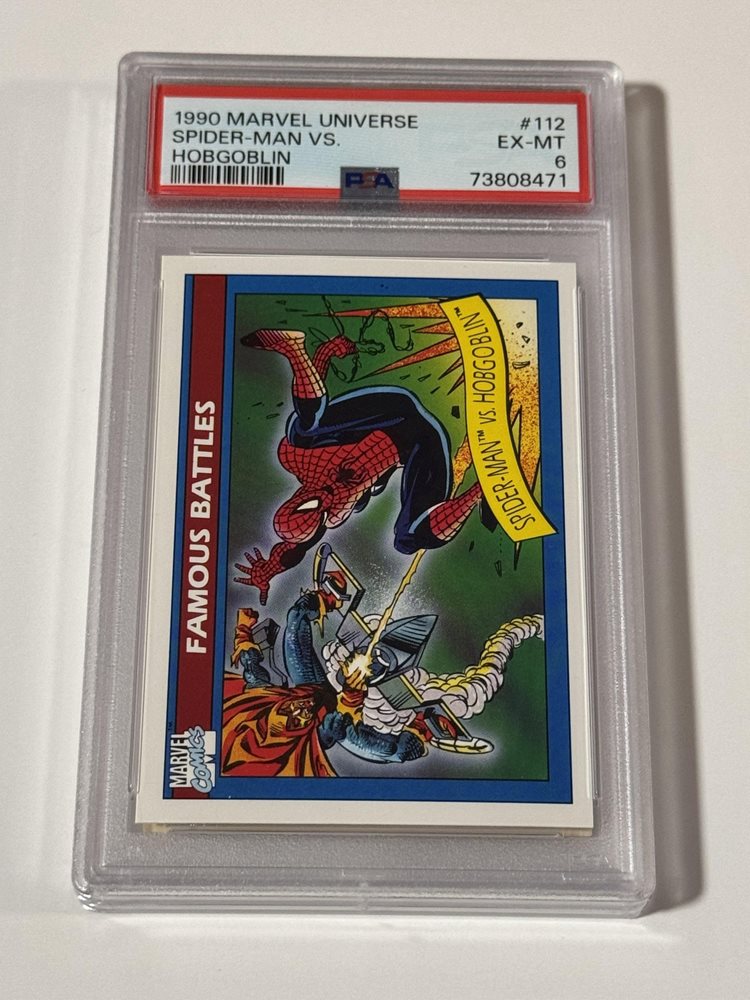 1990 MARVEL UNIVERSE #112
SPIDER-MAN VS. EX-MT
HOBGOBLIN 6
PSA 73808471
MARVEL™
COMICS
FAMOUS BATTLES
SPIDER-MAN™ VS. HOBGOBLIN™